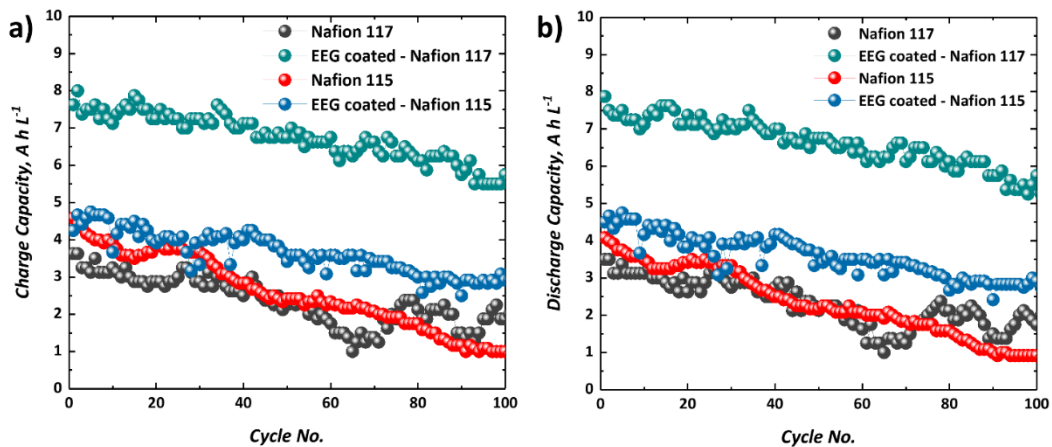 a)
Nafion 117
EEG coated - Nafion 117
Nafion 115
EEG coated - Nafion 115
Charge Capacity, A h L-1
10
9
8
7
6
5
4
3
2
1
0
0 20 40 60 80 100
Cycle No.
b)
Nafion 117
EEG coated - Nafion 117
Nafion 115
EEG coated - Nafion 115
Discharge Capacity, A h L-1
10
9
8
7
6
5
4
3
2
1
0
0 20 40 60 80 100
Cycle No.